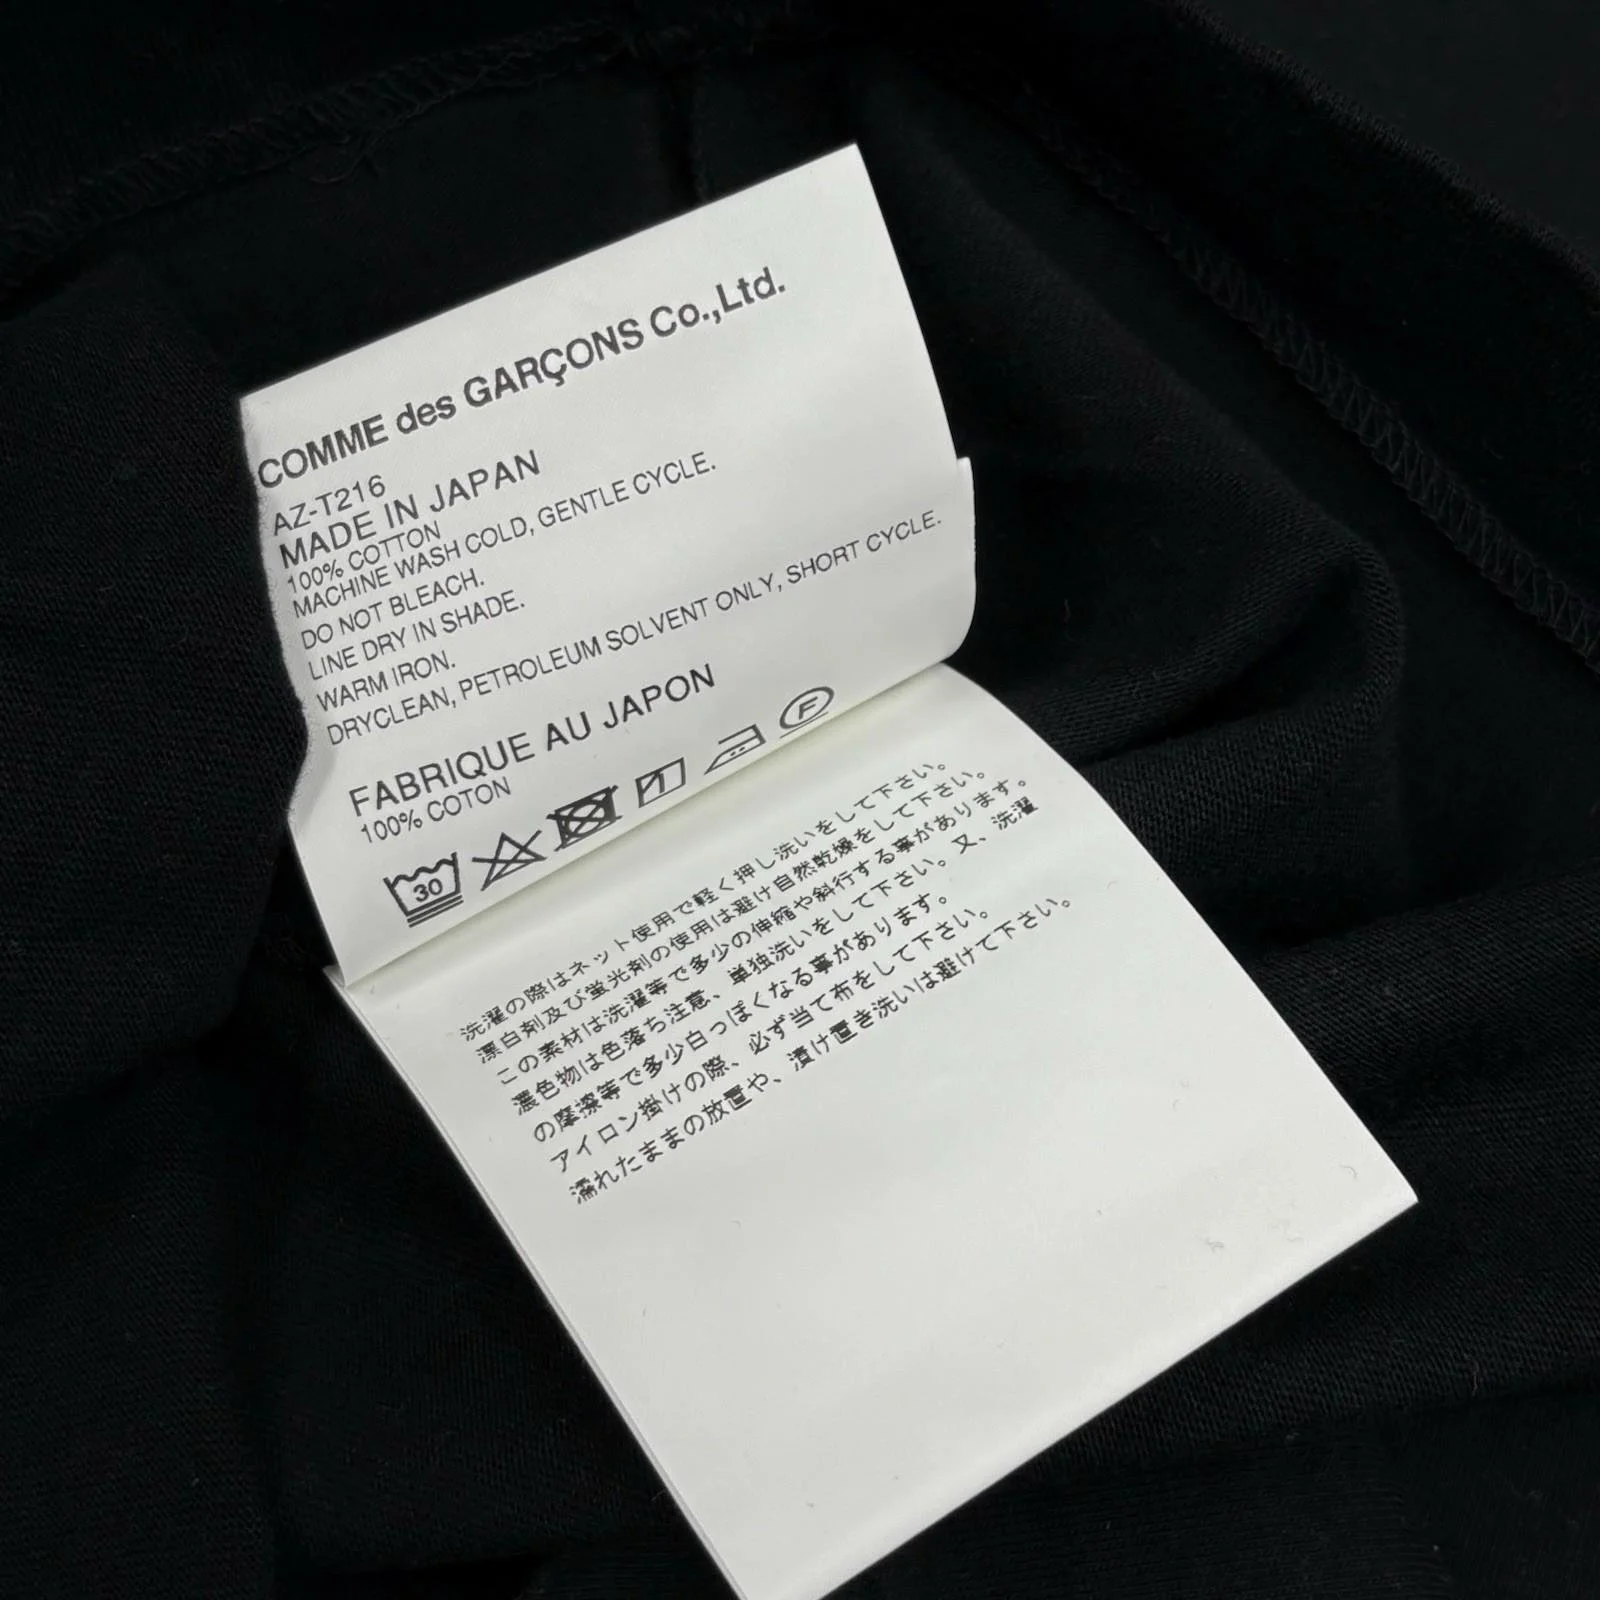 COMME des GARÇONS Co.,Ltd.
AZ-T216
MADE IN JAPAN
100% COTTON
MACHINE WASH COLD, GENTLE CYCLE.
DO NOT BLEACH.
LINE DRY IN SHADE.
WARM IRON.
DRYCLEAN, PETROLEUM SOLVENT ONLY, SHORT CYCLE.
FABRIQUE AU JAPON
100% COTON
30
F
洗濯の際はネット使用で軽く押し洗いをして下さい。
漂白剤及び蛍光剤の使用は避け自然乾燥をして下さい。
この素材は洗濯等で多少の伸縮や斜行する事があります。
濃色物は色落ち注意、単独洗いをして下さい。又、洗濯
の摩擦等で多少白っぽくなる事があります。
アイロン掛けの際、必ず当て布をして下さい。
濡れたままの放置や、漬け置き洗いは避けて下さい。